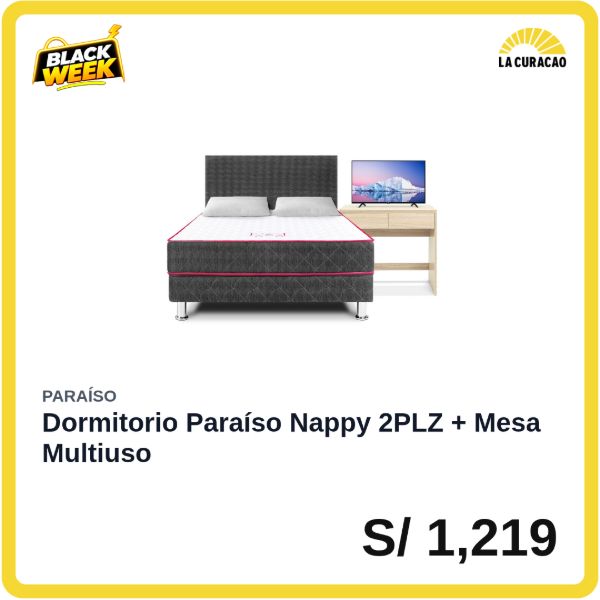 BLACK
WEEK
LA CURACAO
PARAÍSO
Dormitorio Paraíso Nappy 2PLZ + Mesa
Multiuso
S/ 1,219